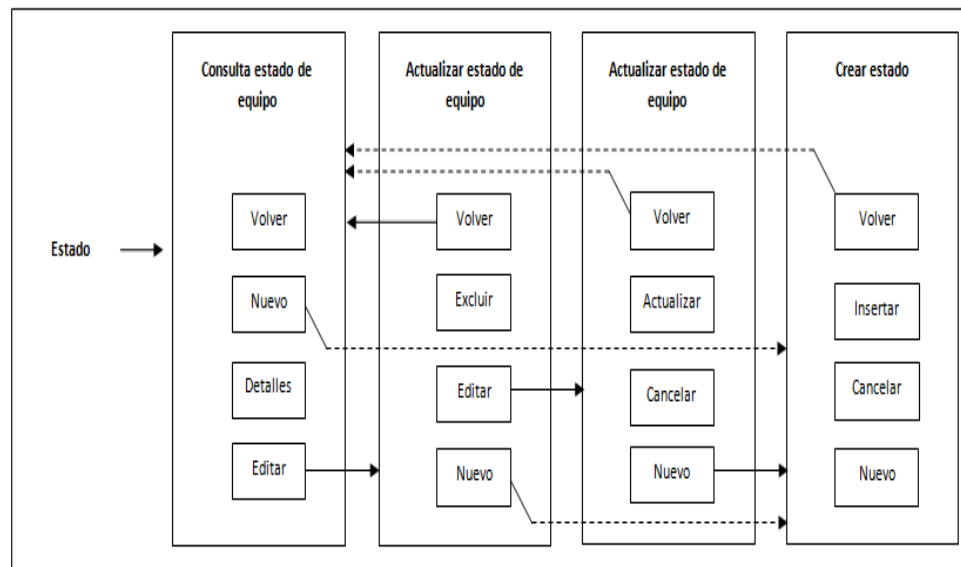 Estado
Consulta estado de
equipo
Volver
Nuevo
Detalles
Editar
Actualizar estado de
equipo
Volver
Excluir
Editar
Nuevo
Actualizar estado de
equipo
Volver
Actualizar
Cancelar
Nuevo
Crear estado
Volver
Insertar
Cancelar
Nuevo